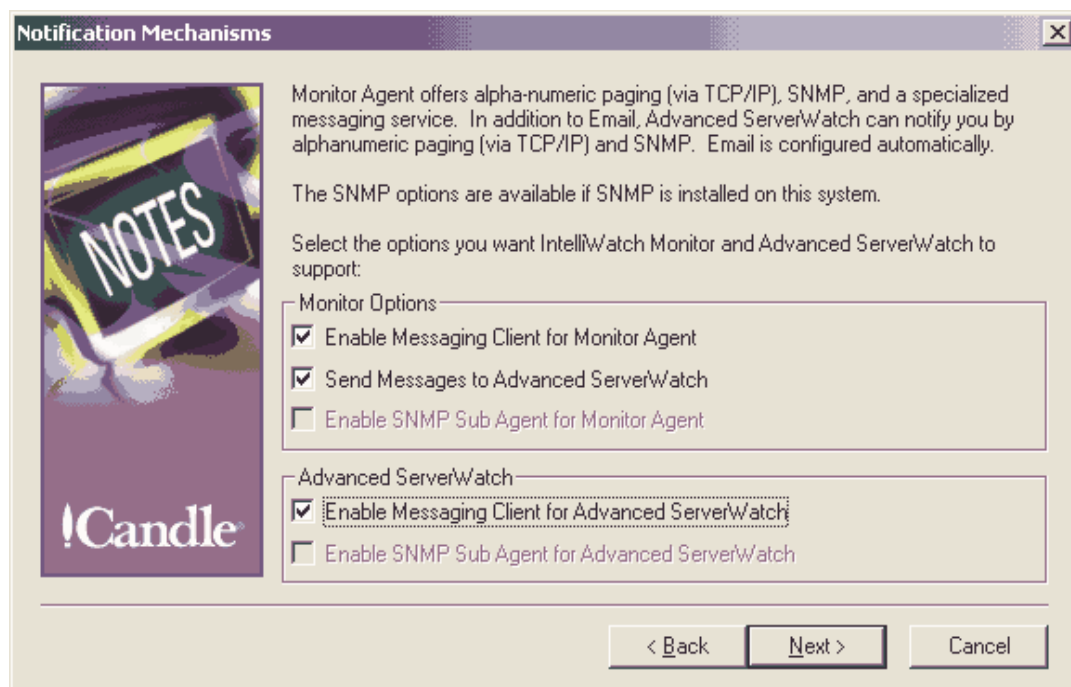 Notification Mechanisms
Monitor Agent offers alpha-numeric paging (via TCP/IP), SNMP, and a specialized
messaging service. In addition to Email, Advanced ServerWatch can notify you by
alphanumeric paging (via TCP/IP) and SNMP. Email is configured automatically.
The SNMP options are available if SNMP is installed on this system.
Select the options you want IntelliWatch Monitor and Advanced ServerWatch to
support:
Monitor Options
Enable Messaging Client for Monitor Agent
Send Messages to Advanced ServerWatch
Enable SNMP Sub Agent for Monitor Agent
Advanced ServerWatch
Enable Messaging Client for Advanced ServerWatch
Enable SNMP Sub Agent for Advanced ServerWatch
NOTES
!Candle
< Back
Next >
Cancel